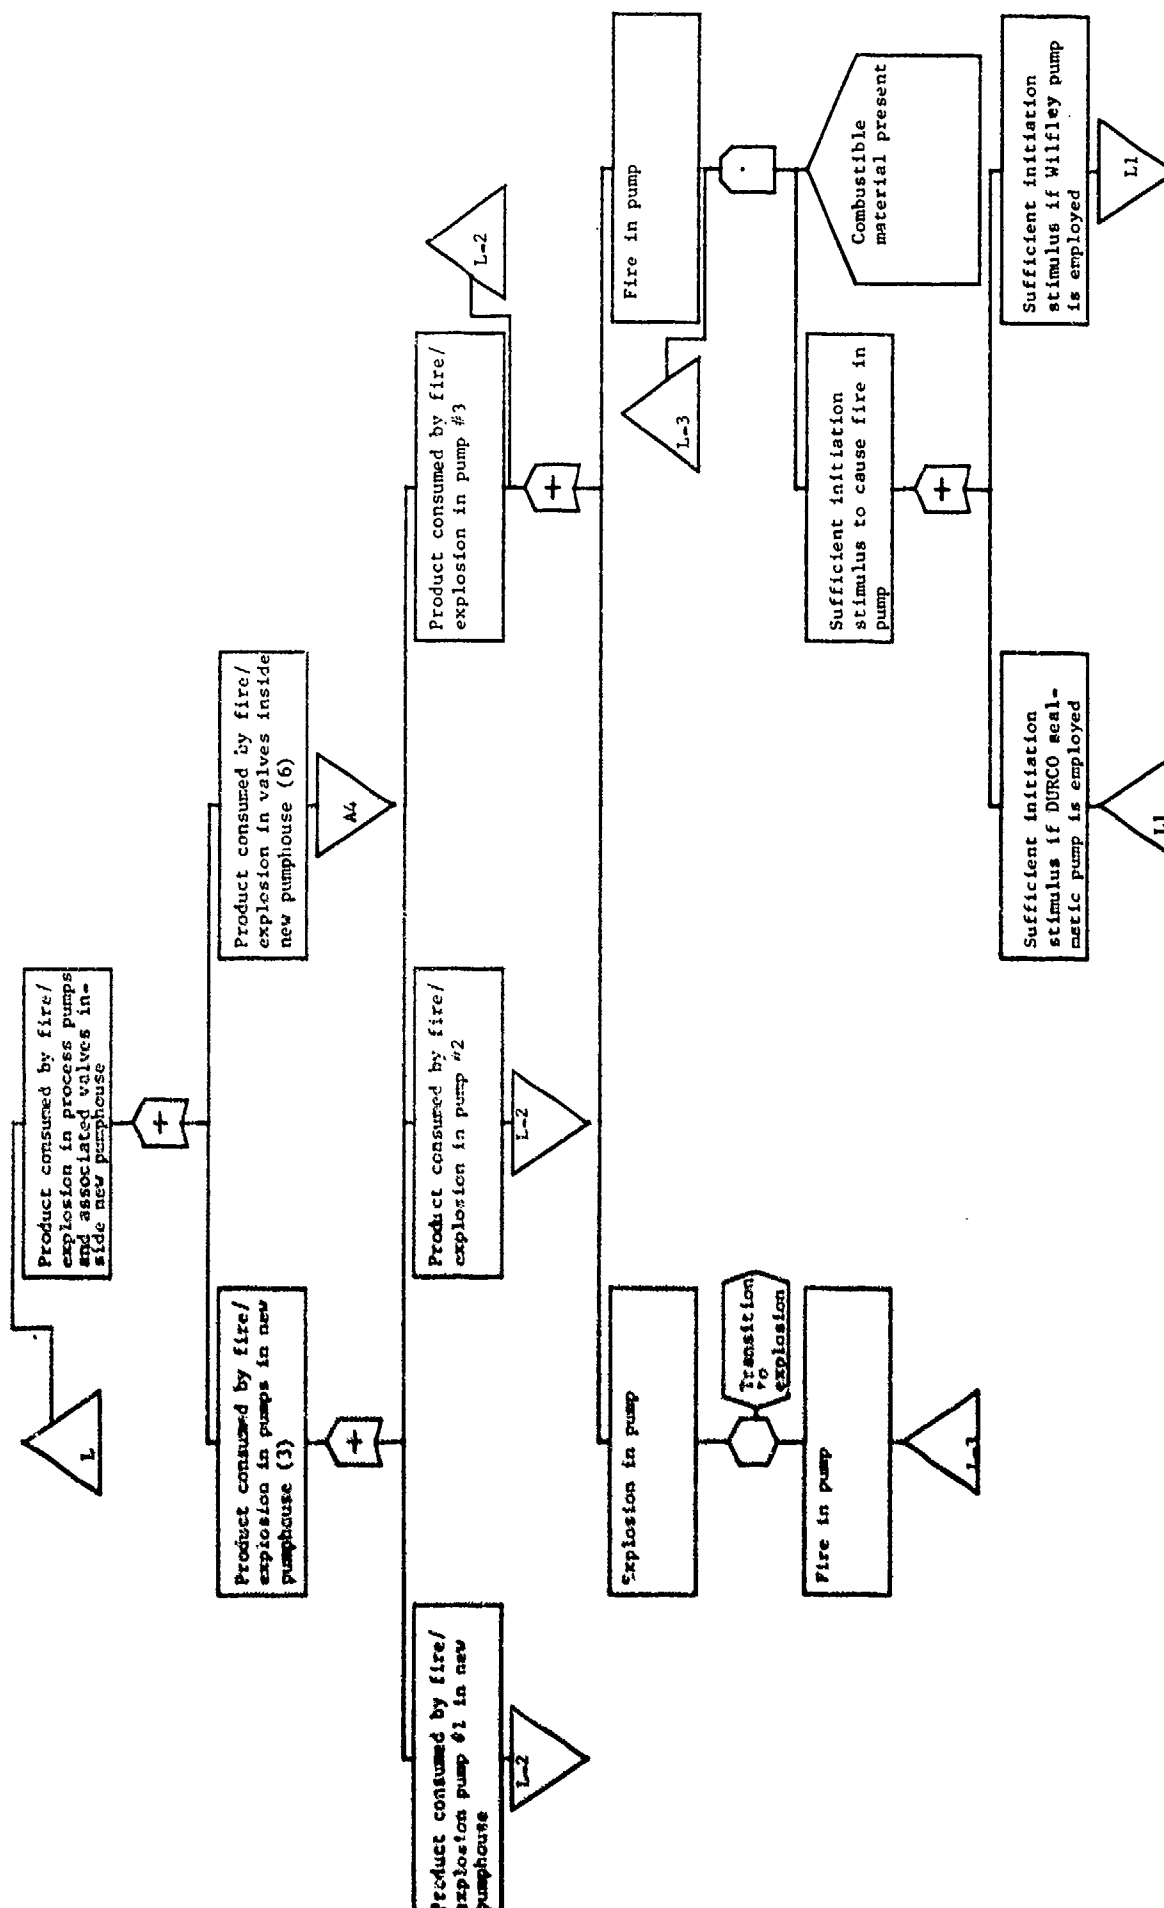 L
Product consumed by fire/
explosion in process pumps
and associated valves in-
side new pumphouse
+
Product consumed by fire/
explosion in pumps in new
pumphouse (3)
Product consumed by fire/
explosion in valves inside
new pumphouse (6)
+
A4
Product consumed by fire/
explosion pump #1 in new
pumphouse
Product consumed by fire/
explosion in pump #2
Product consumed by fire/
explosion in pump #3
L-2
L-2
L-2
+
Explosion in pump
Fire in pump
Transition
to
explosion
L-3
.
Fire in pump
Sufficient initiation
stimulus to cause fire in
pump
Combustible
material present
L-3
+
Sufficient initiation
stimulus if DURCO seal-
metic pump is employed
Sufficient initiation
stimulus if Wilfley pump
is employed
L1
L1